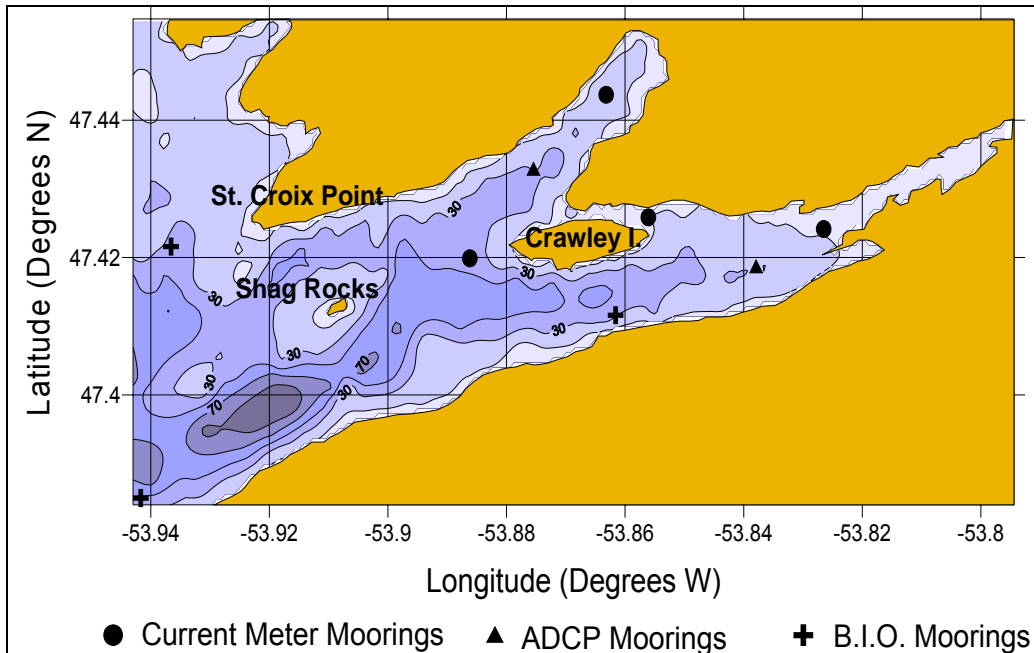 47.44
47.42
47.4
Latitude (Degrees N)
St. Croix Point
Crawley I.
Shag Rocks
30
30
30
30
30
30
30
70
70
-53.94
-53.92
-53.9
-53.88
-53.86
-53.84
-53.82
-53.8
Longitude (Degrees W)
Current Meter Moorings
ADCP Moorings
B.I.O. Moorings